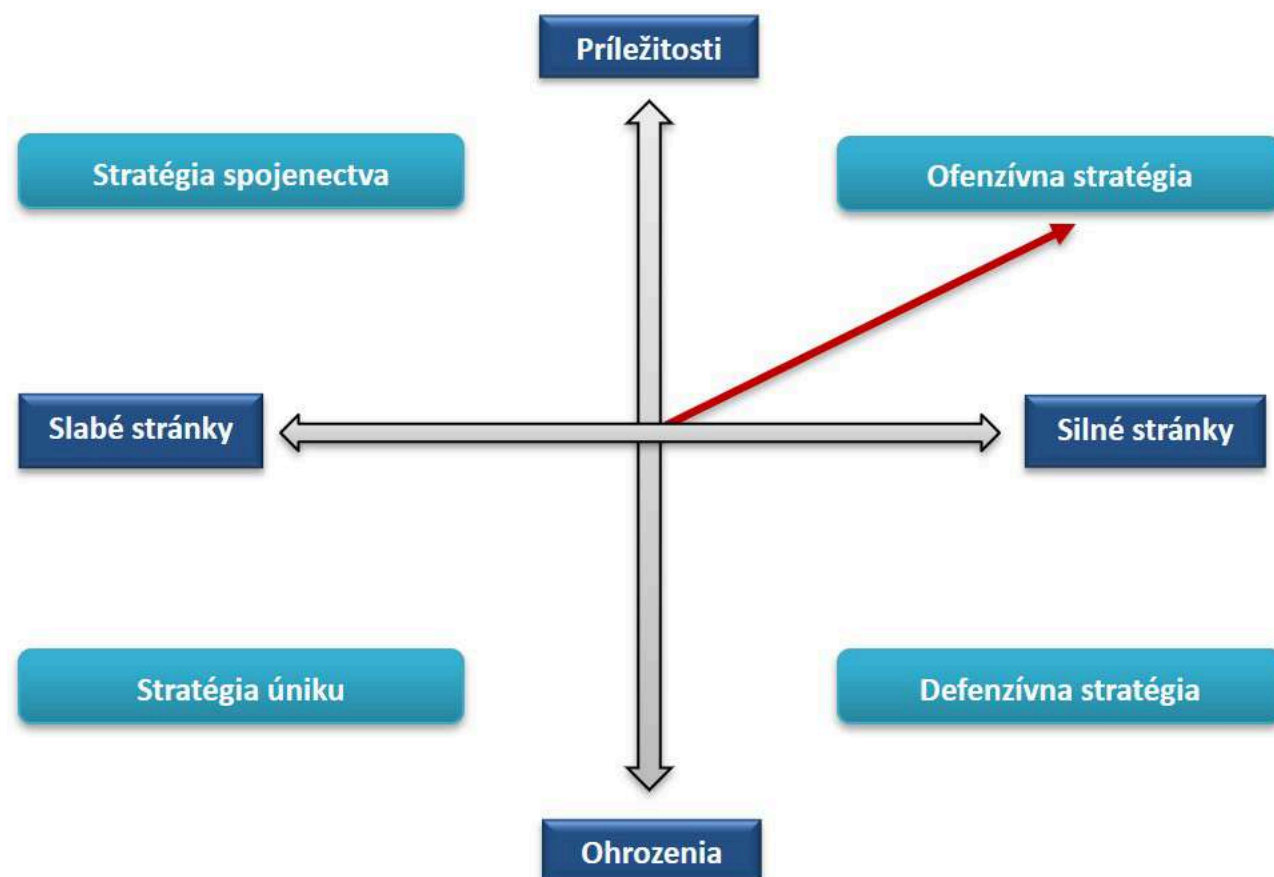 Príležitosti
Stratégia spojenectva
Ofenzívna stratégia
Slabé stránky
Silné stránky
Stratégia úniku
Defenzívna stratégia
Ohrozenia